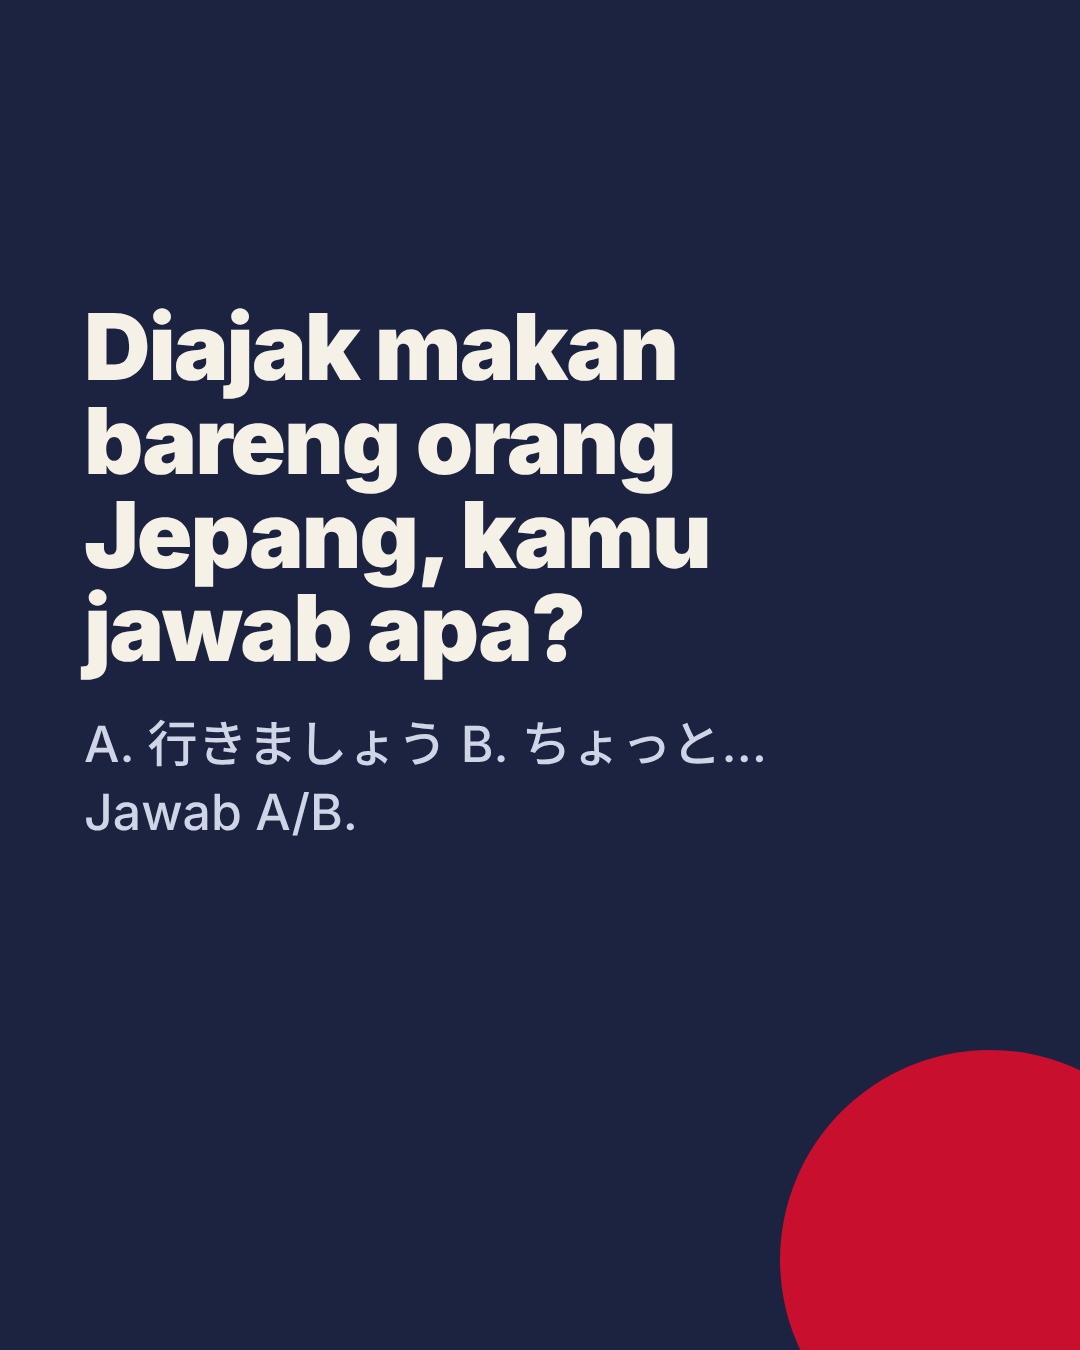 Diajak makan
bareng orang
Jepang, kamu
jawab apa?
A. 行きましょう B. ちょっと...
Jawab A/B.